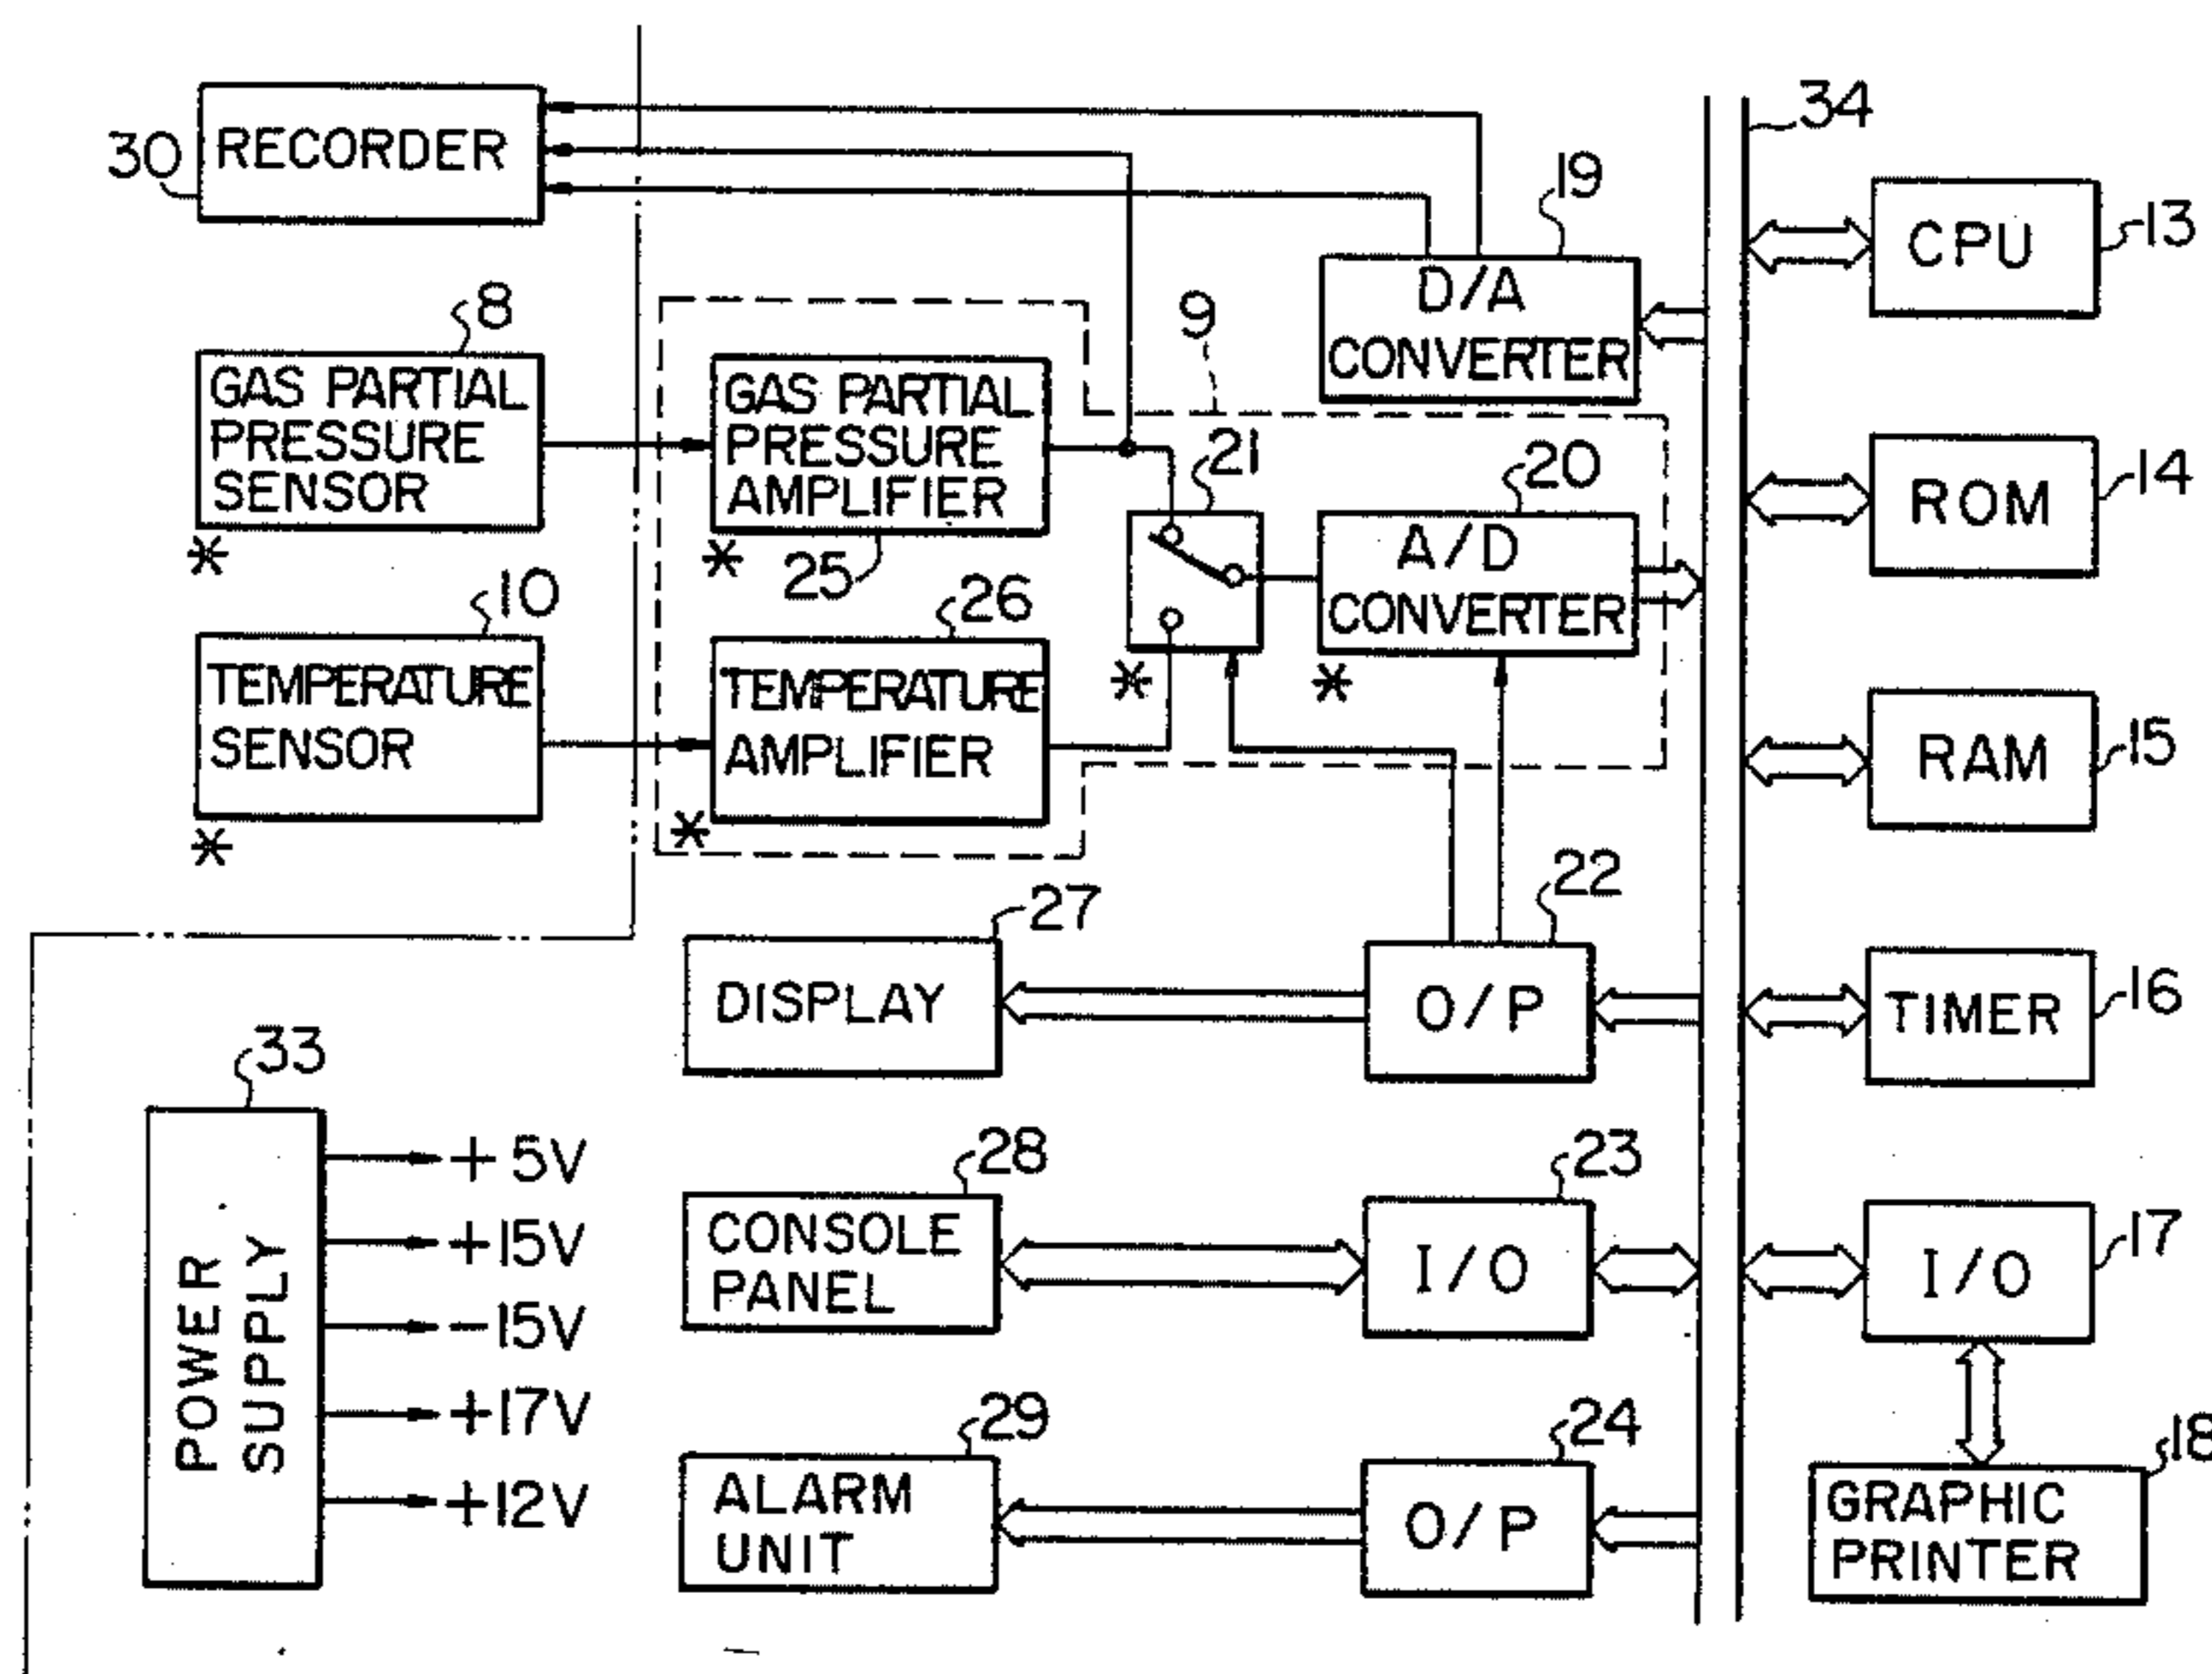 34
30
RECORDER
19
CPU
13
D/A
CONVERTER
8
GAS PARTIAL
PRESSURE
SENSOR
*
9
GAS PARTIAL
PRESSURE
AMPLIFIER
*
25
21
*
20
A/D
CONVERTER
*
ROM
14
10
TEMPERATURE
SENSOR
*
26
TEMPERATURE
AMPLIFIER
*
RAM
15
27
DISPLAY
22
O/P
TIMER
16
33
POWER
SUPPLY
+5V
+15V
-15V
+17V
+12V
28
CONSOLE
PANEL
23
I/O
I/O
17
29
ALARM
UNIT
24
O/P
18
GRAPHIC
PRINTER